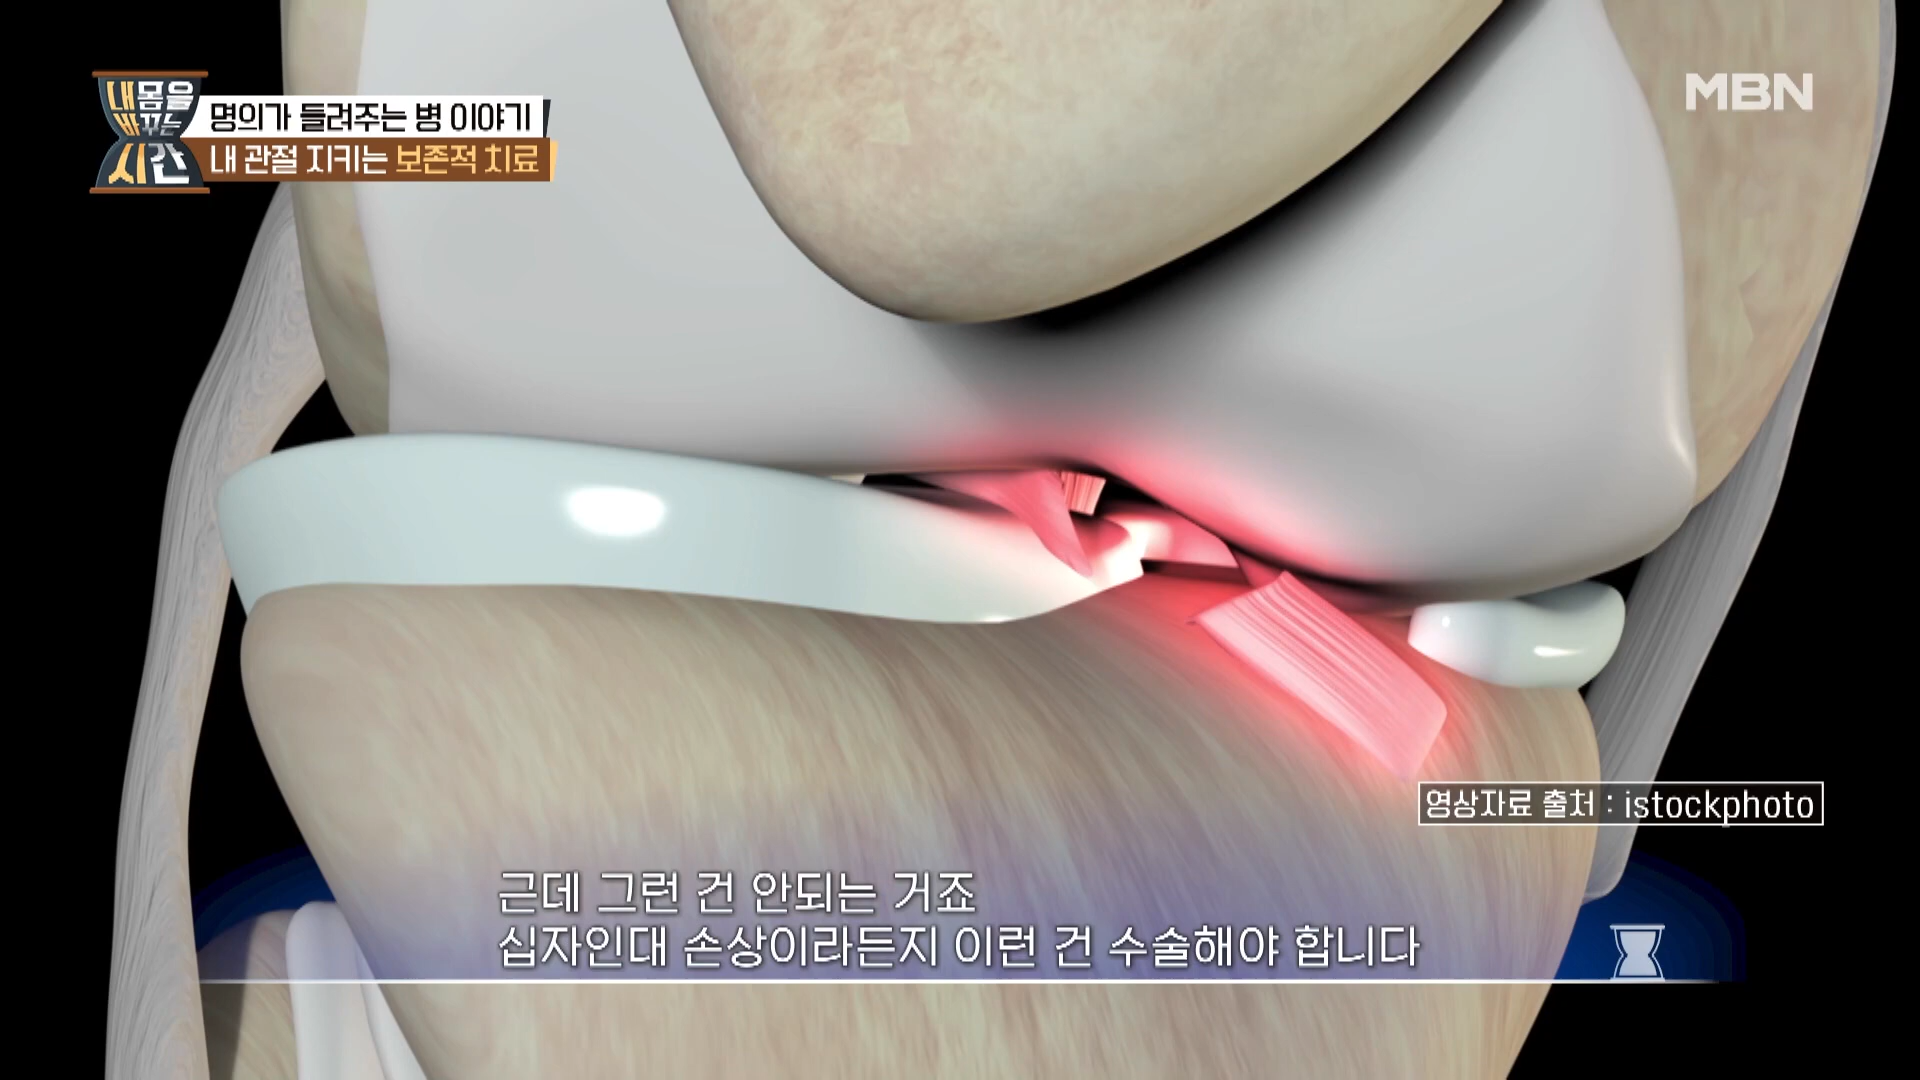 내몸을
바꾸는
시간
명의가 들려주는 병 이야기
내 관절 지키는 보존적 치료
MBN
영상자료 출처 : istockphoto
근데 그런 건 안되는 거죠
십자인대 손상이라든지 이런 건 수술해야 합니다